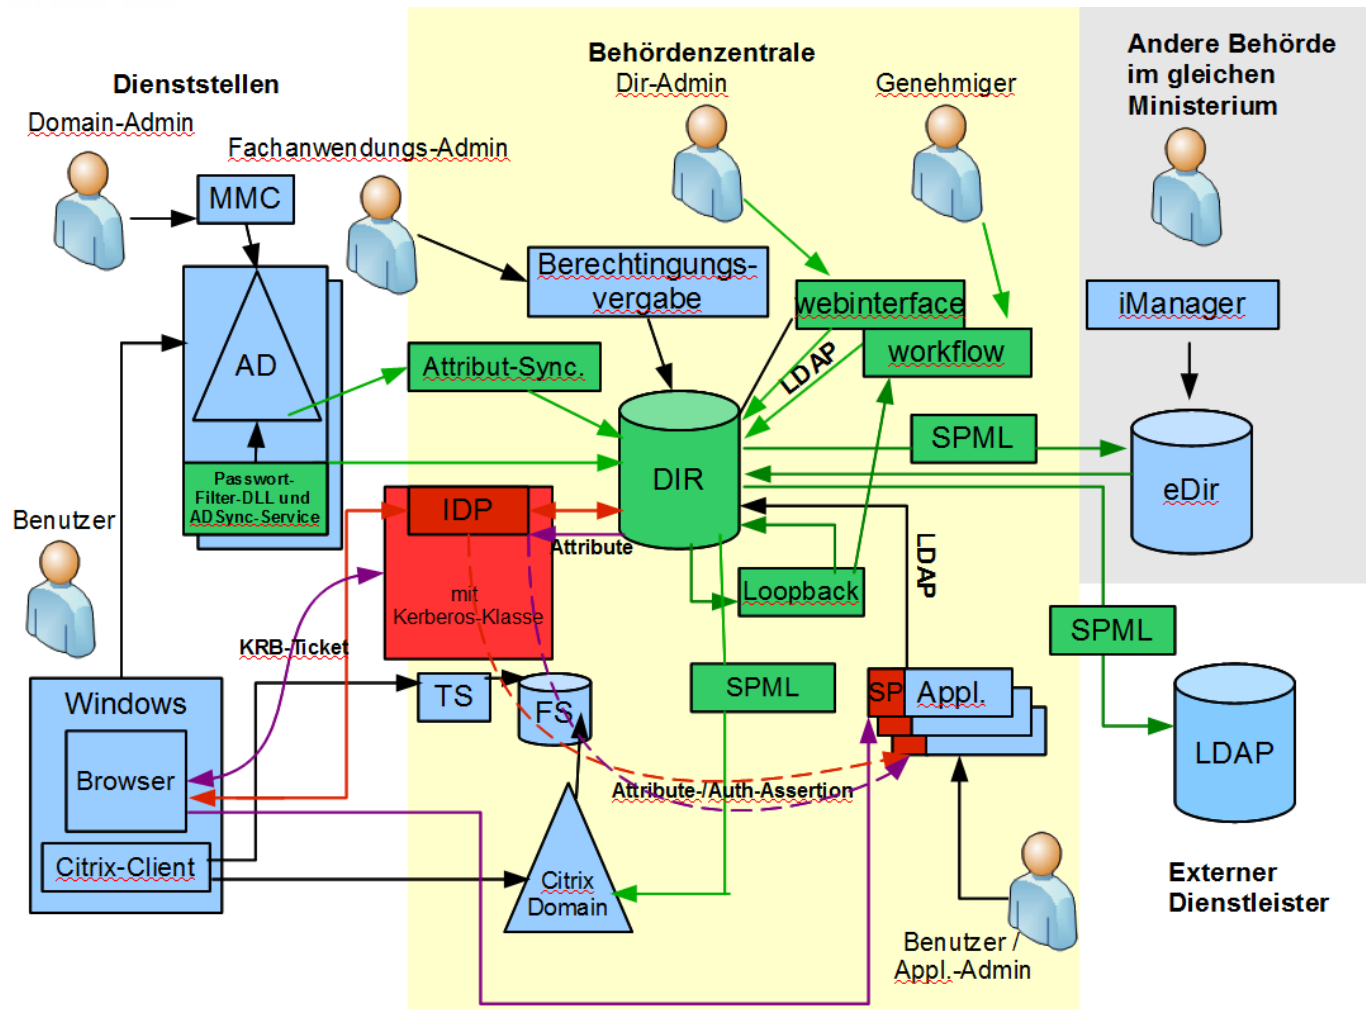 Dienststellen
Domain-Admin
MMC
Fachanwendungs-Admin
Behördenzentrale
Dir-Admin
Genehmiger
Andere Behörde
im gleichen
Ministerium
Berechtingungs-
vergabe
webinterface
workflow
iManager
AD
Attribut-Sync.
LDAP
SPML
DIR
eDir
Passwort-
Filter-DLL und
ADSync-Service
IDP
Attribute
Benutzer
mit
Kerberos-Klasse
Loopback
LDAP
KRB-Ticket
SPML
Windows
TS
FS
SPML
SP
Appl.
LDAP
Browser
Attribute-/Auth-Assertion
Citrix-Client
Citrix
Domain
Externer
Dienstleister
Benutzer /
Appl.-Admin